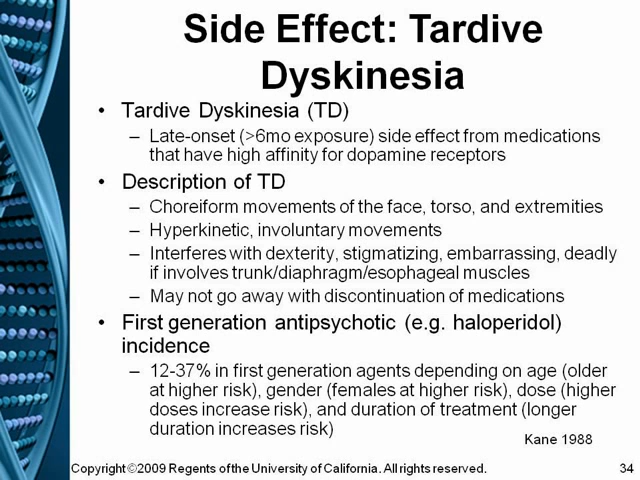 Side Effect: Tardive
Dyskinesia
• Tardive Dyskinesia (TD)
– Late-onset (>6mo exposure) side effect from medications
that have high affinity for dopamine receptors
• Description of TD
– Choreiform movements of the face, torso, and extremities
– Hyperkinetic, involuntary movements
– Interferes with dexterity, stigmatizing, embarrassing, deadly
if involves trunk/diaphragm/esophageal muscles
– May not go away with discontinuation of medications
• First generation antipsychotic (e.g. haloperidol)
incidence
– 12-37% in first generation agents depending on age (older
at higher risk), gender (females at higher risk), dose (higher
doses increase risk), and duration of treatment (longer
duration increases risk)
Kane 1988
Copyright ©2009 Regents of the University of California. All rights reserved. 34